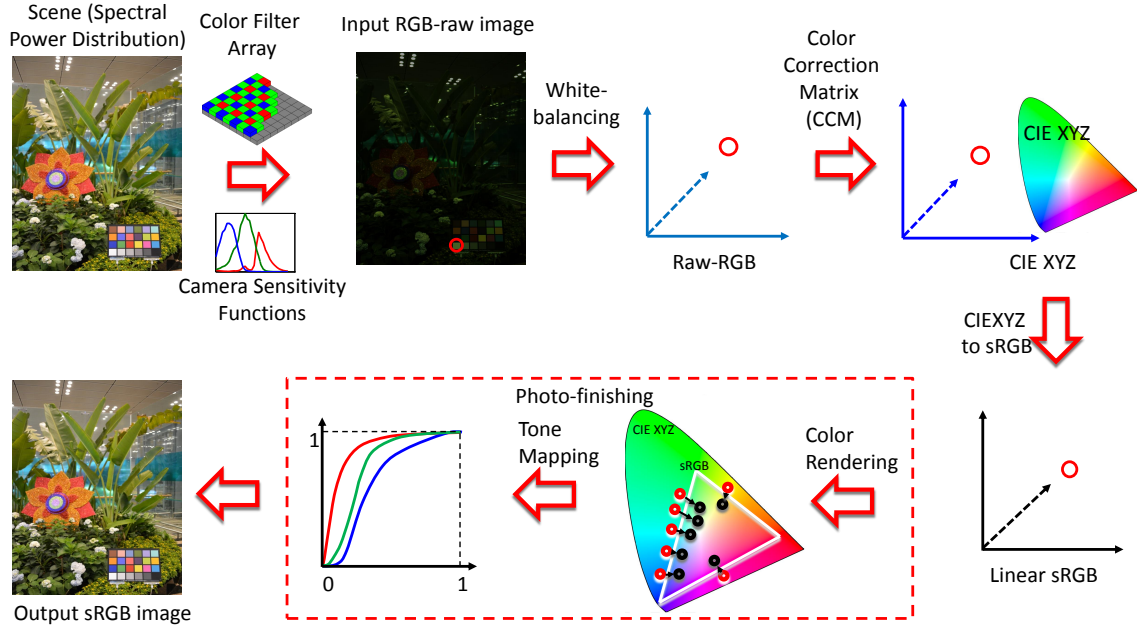 Scene (Spectral
Power Distribution)
Color Filter
Array
Camera Sensitivity
Functions
Input RGB-raw image
White-
balancing
Raw-RGB
Color
Correction
Matrix
(CCM)
CIE XYZ
CIE XYZ
CIEXYZ
to sRGB
Linear sRGB
Color
Rendering
Photo-finishing
CIE XYZ
sRGB
Tone
Mapping
1
0
1
Output sRGB image